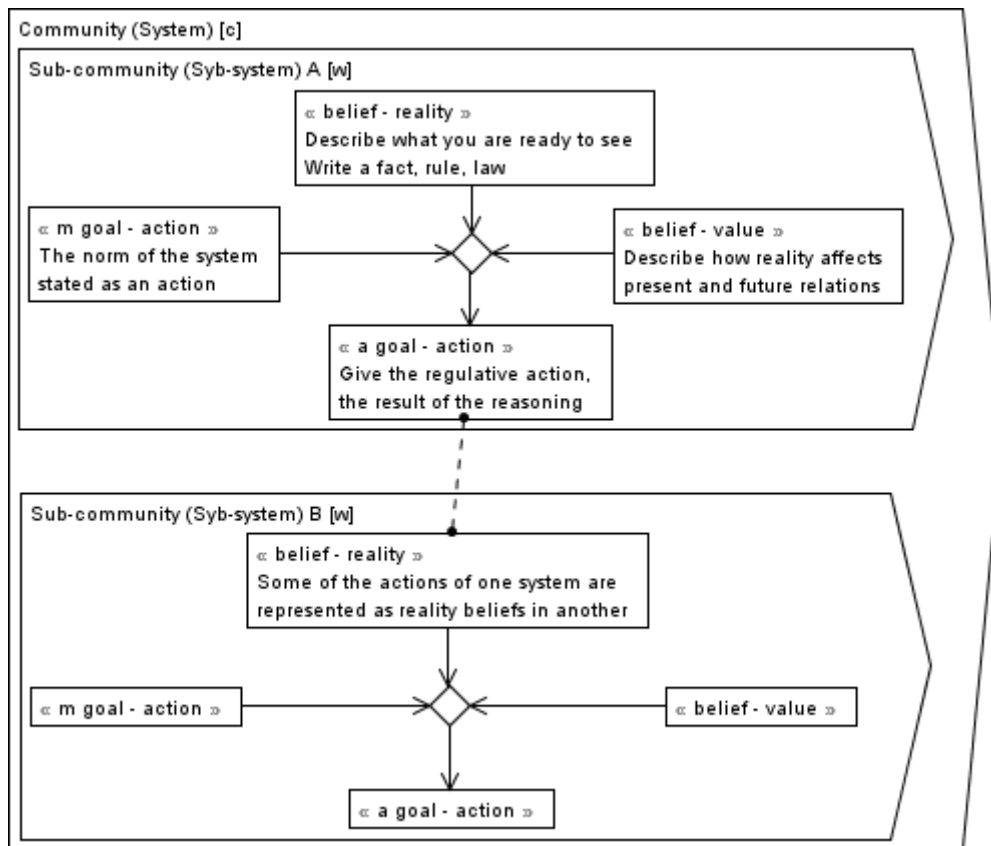 Community (System) [c]
Sub-community (Syb-system) A [w]
« belief - reality »
Describe what you are ready to see
Write a fact, rule, law
« m goal - action »
The norm of the system
stated as an action
« belief - value »
Describe how reality affects
present and future relations
« a goal - action »
Give the regulative action,
the result of the reasoning
Sub-community (Syb-system) B [w]
« belief - reality »
Some of the actions of one system are
represented as reality beliefs in another
« m goal - action »
« belief - value »
« a goal - action »